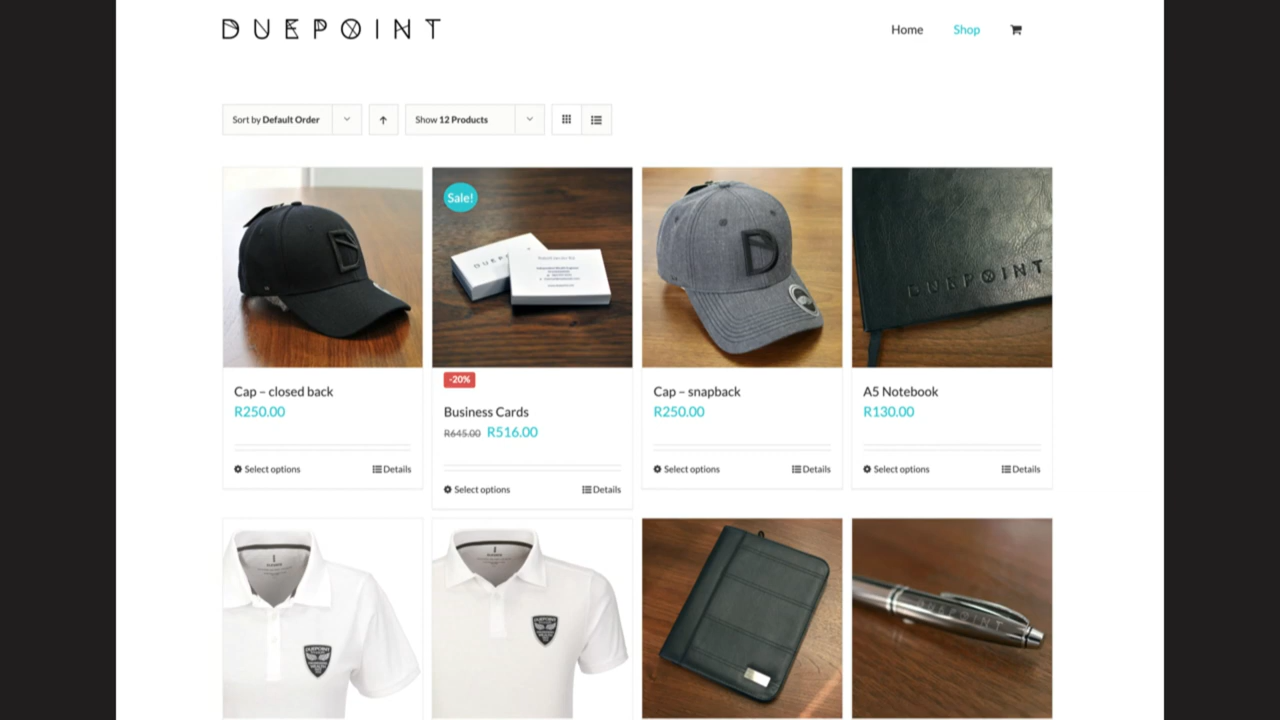 DUEPOINT
Home
Shop
Sort by Default Order
Show 12 Products
Sale!
DUEPOINT
Cap – closed back
R250.00
Select options
Details
-20%
Business Cards
R645.00 R516.00
Select options
Details
Cap – snapback
R250.00
Select options
Details
A5 Notebook
R130.00
Select options
Details
DUEPOINT
DUEPOINT
DUEPOINT